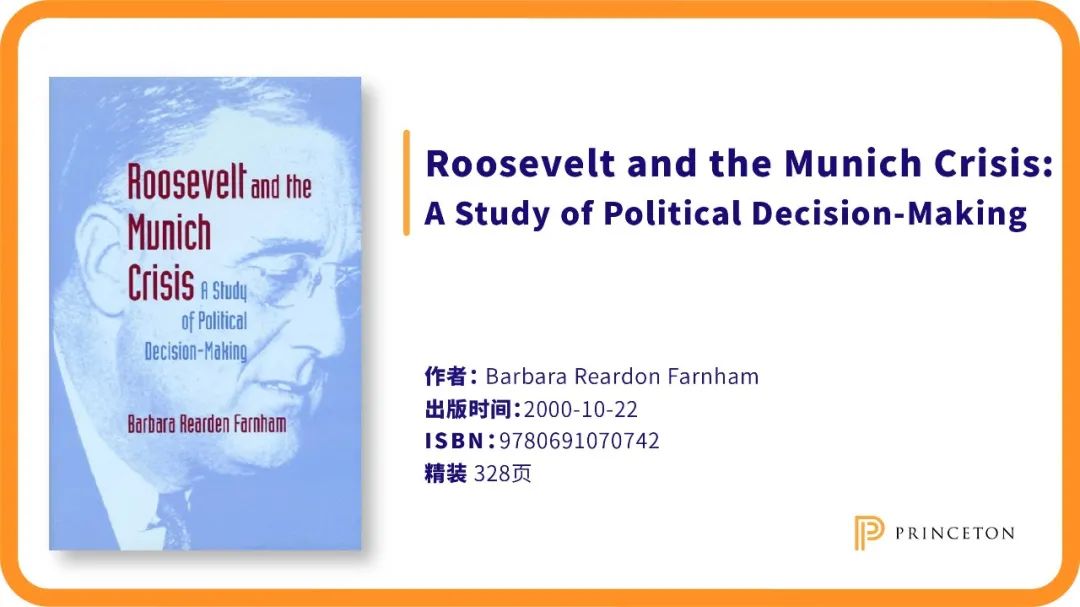 Roosevelt and the
Munich
Crisis A Study
of Political
Decision-Making
Barbara Rearden Farnham
Roosevelt and the Munich Crisis:
A Study of Political Decision-Making
作者：Barbara Reardon Farnham
出版时间：2000-10-22
ISBN：9780691070742
精装 328页
PRINCETON